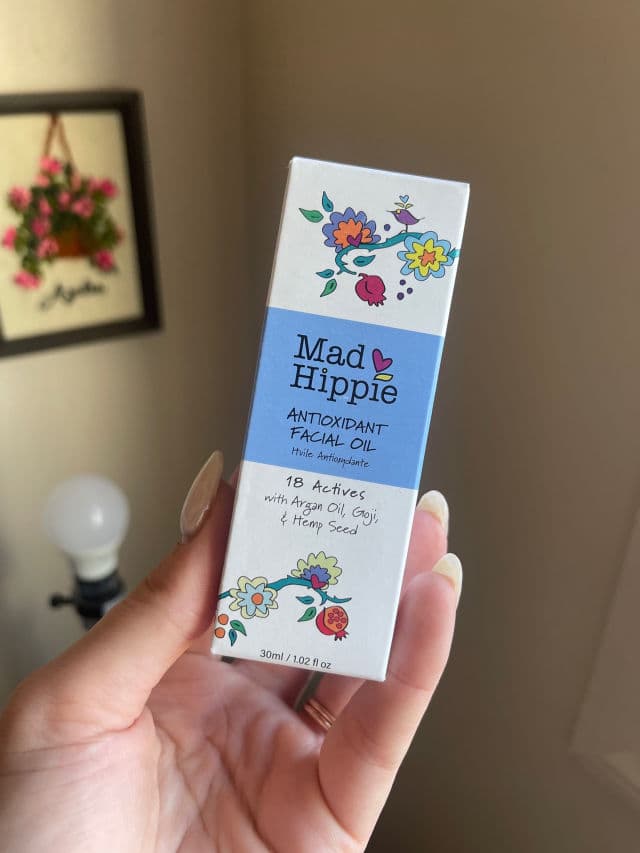 Mad
Hippie
ANTIOXIDANT
FACIAL OIL
Huile Antioxydante
18 Actives
with Argan Oil, Goji,
& Hemp Seed
30ml / 1.02 fl oz